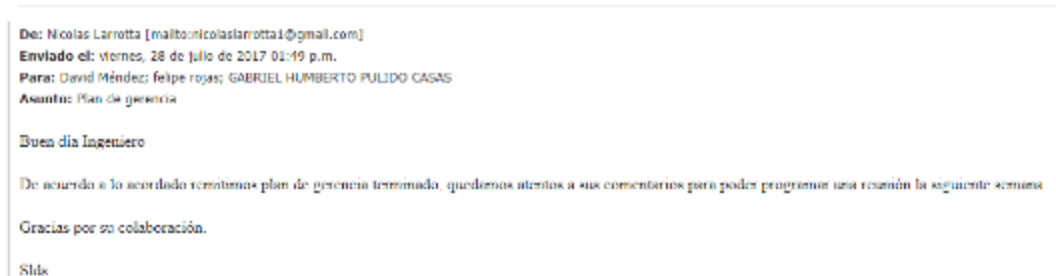 De: Nicolas Larrotta [mailto:nicolaslarrotta1@gmail.com]
Enviado el: viernes, 28 de julio de 2017 01:49 p.m.
Para: David Méndez; felipe rojas; GABRIEL HUMBERTO PULIDO CASAS
Asunto: Plan de gerencia
Buen dia Ingeniero
De acuerdo a lo acordado remitimos plan de gerencia terminado, quedamos atentos a sus comentarios para poder programar una reunión la siguiente semana.
Gracias por su colaboración.
Slds